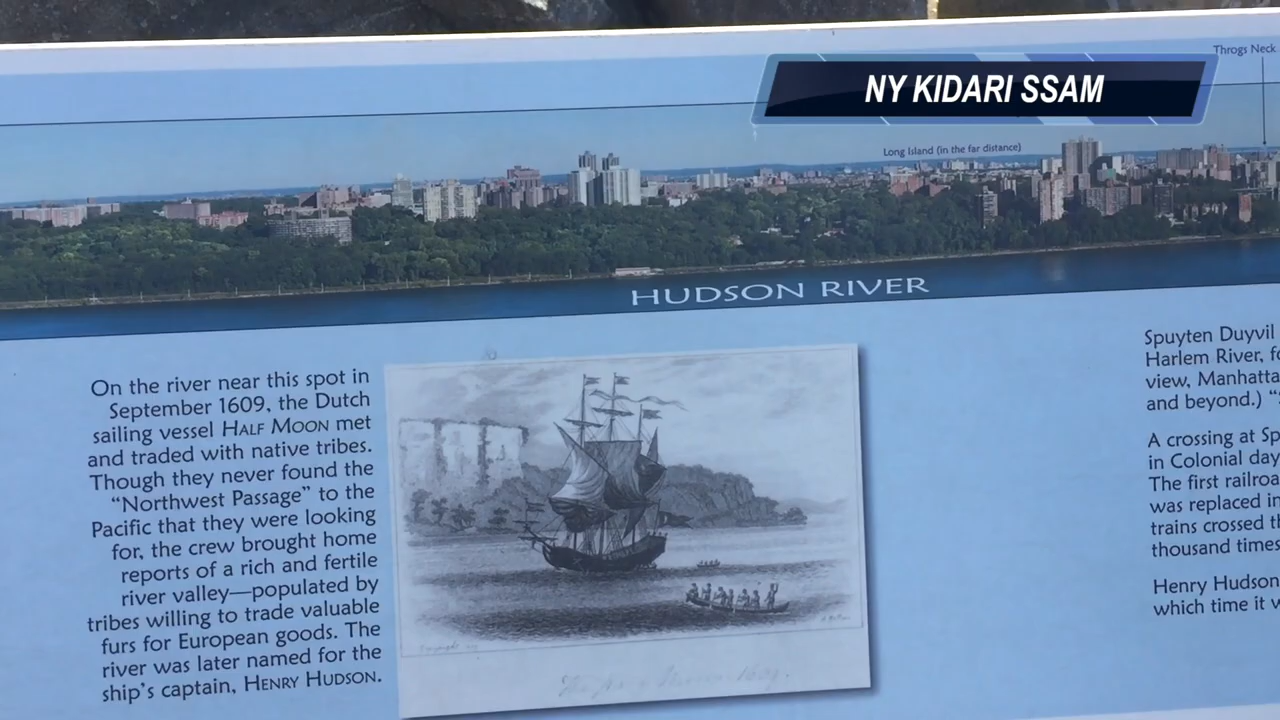 Throgs Neck
NY KIDARI SSAM
Long Island (in the far distance)
HUDSON RIVER
On the river near this spot in
September 1609, the Dutch
sailing vessel HALF MOON met
and traded with native tribes.
Though they never found the
“Northwest Passage” to the
Pacific that they were looking
for, the crew brought home
reports of a rich and fertile
river valley—populated by
tribes willing to trade valuable
furs for European goods. The
river was later named for the
ship’s captain, HENRY HUDSON.
Spuyten Duyvil
Harlem River, fo
view, Manhatta
and beyond.) “
A crossing at Sp
in Colonial day
The first railroa
was replaced in
trains crossed th
thousand times
Henry Hudson
which time it w